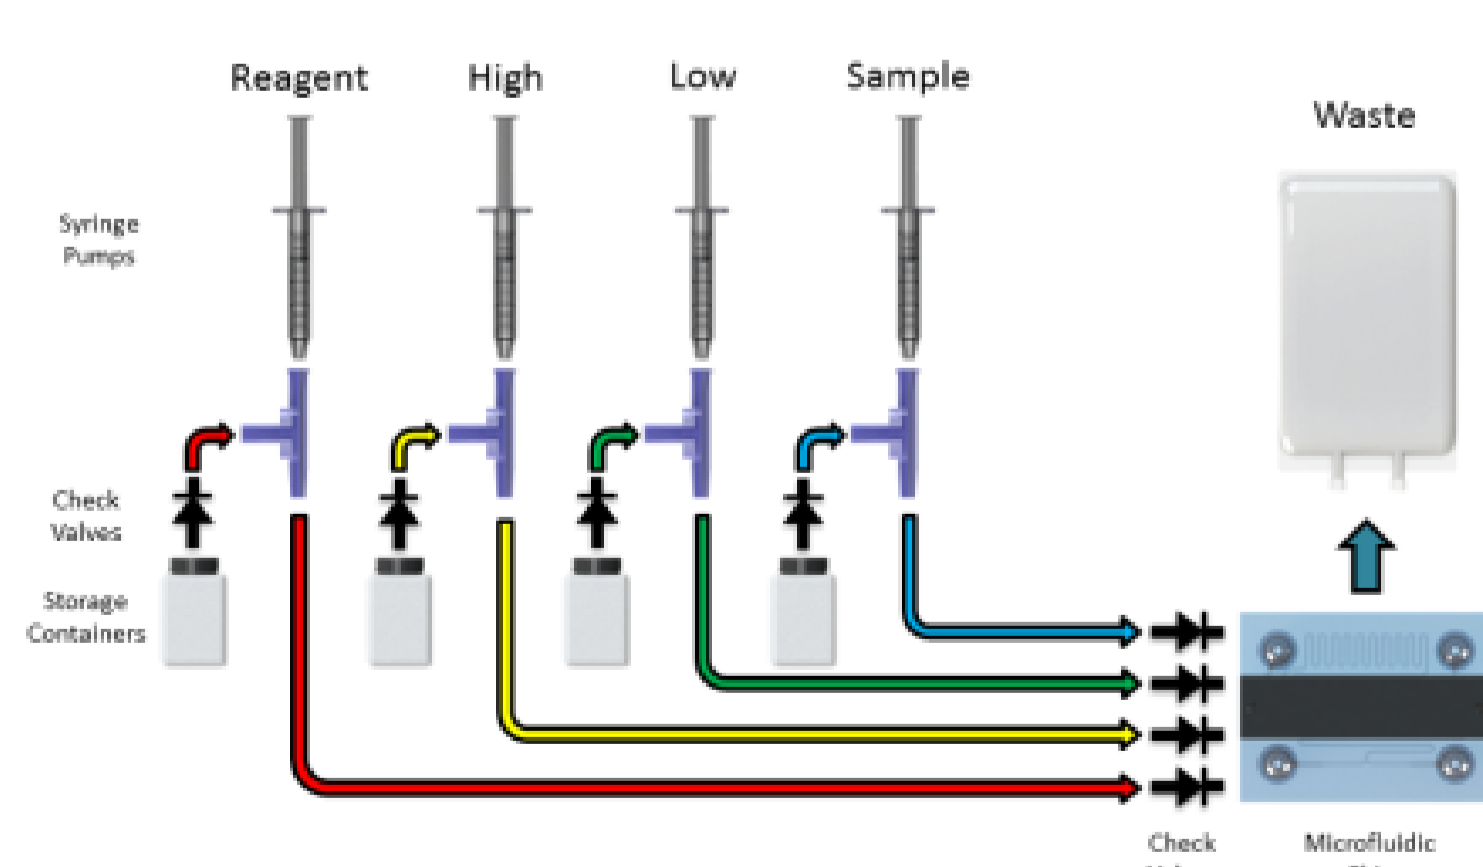 Reagent
High
Low
Sample
Waste
Syringe
Pumps
Check
Valves
Storage
Containers
Check
Microfluidic